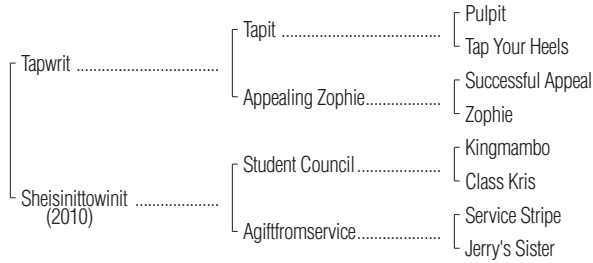 Pulpit
Tapit ........................................
Tap Your Heels
Tapwrit ....................................
Successful Appeal
Appealing Zophie...................
Zophie
Kingmambo
Student Council .....................
Class Kris
Sheisinittowinit .....................
(2010)
Service Stripe
Agiftfromservice.....................
Jerry's Sister